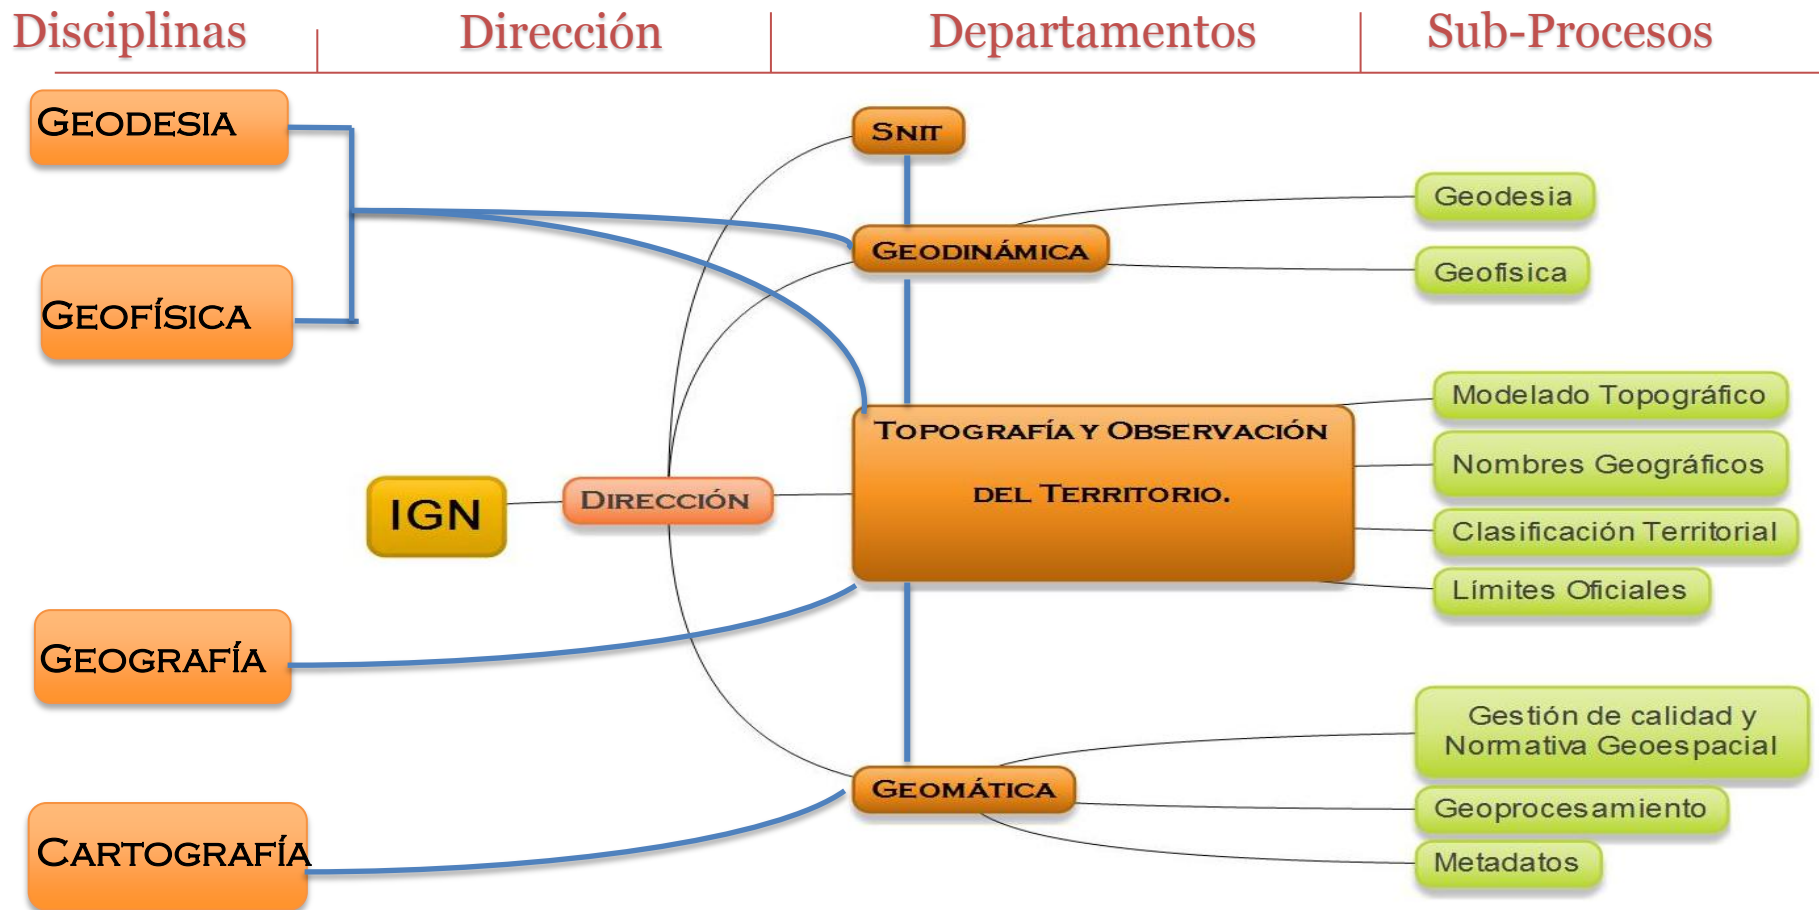 Disciplinas
Dirección
Departamentos
Sub-Procesos
GEODESIA
GEOFÍSICA
GEOGRAFÍA
CARTOGRAFÍA
IGN
DIRECCIÓN
SNIT
GEODINÁMICA
TOPOGRAFÍA Y OBSERVACIÓN
DEL TERRITORIO.
GEOMÁTICA
Geodesia
Geofísica
Modelado Topográfico
Nombres Geográficos
Clasificación Territorial
Límites Oficiales
Gestión de calidad y
Normativa Geoespacial
Geoprocesamiento
Metadatos